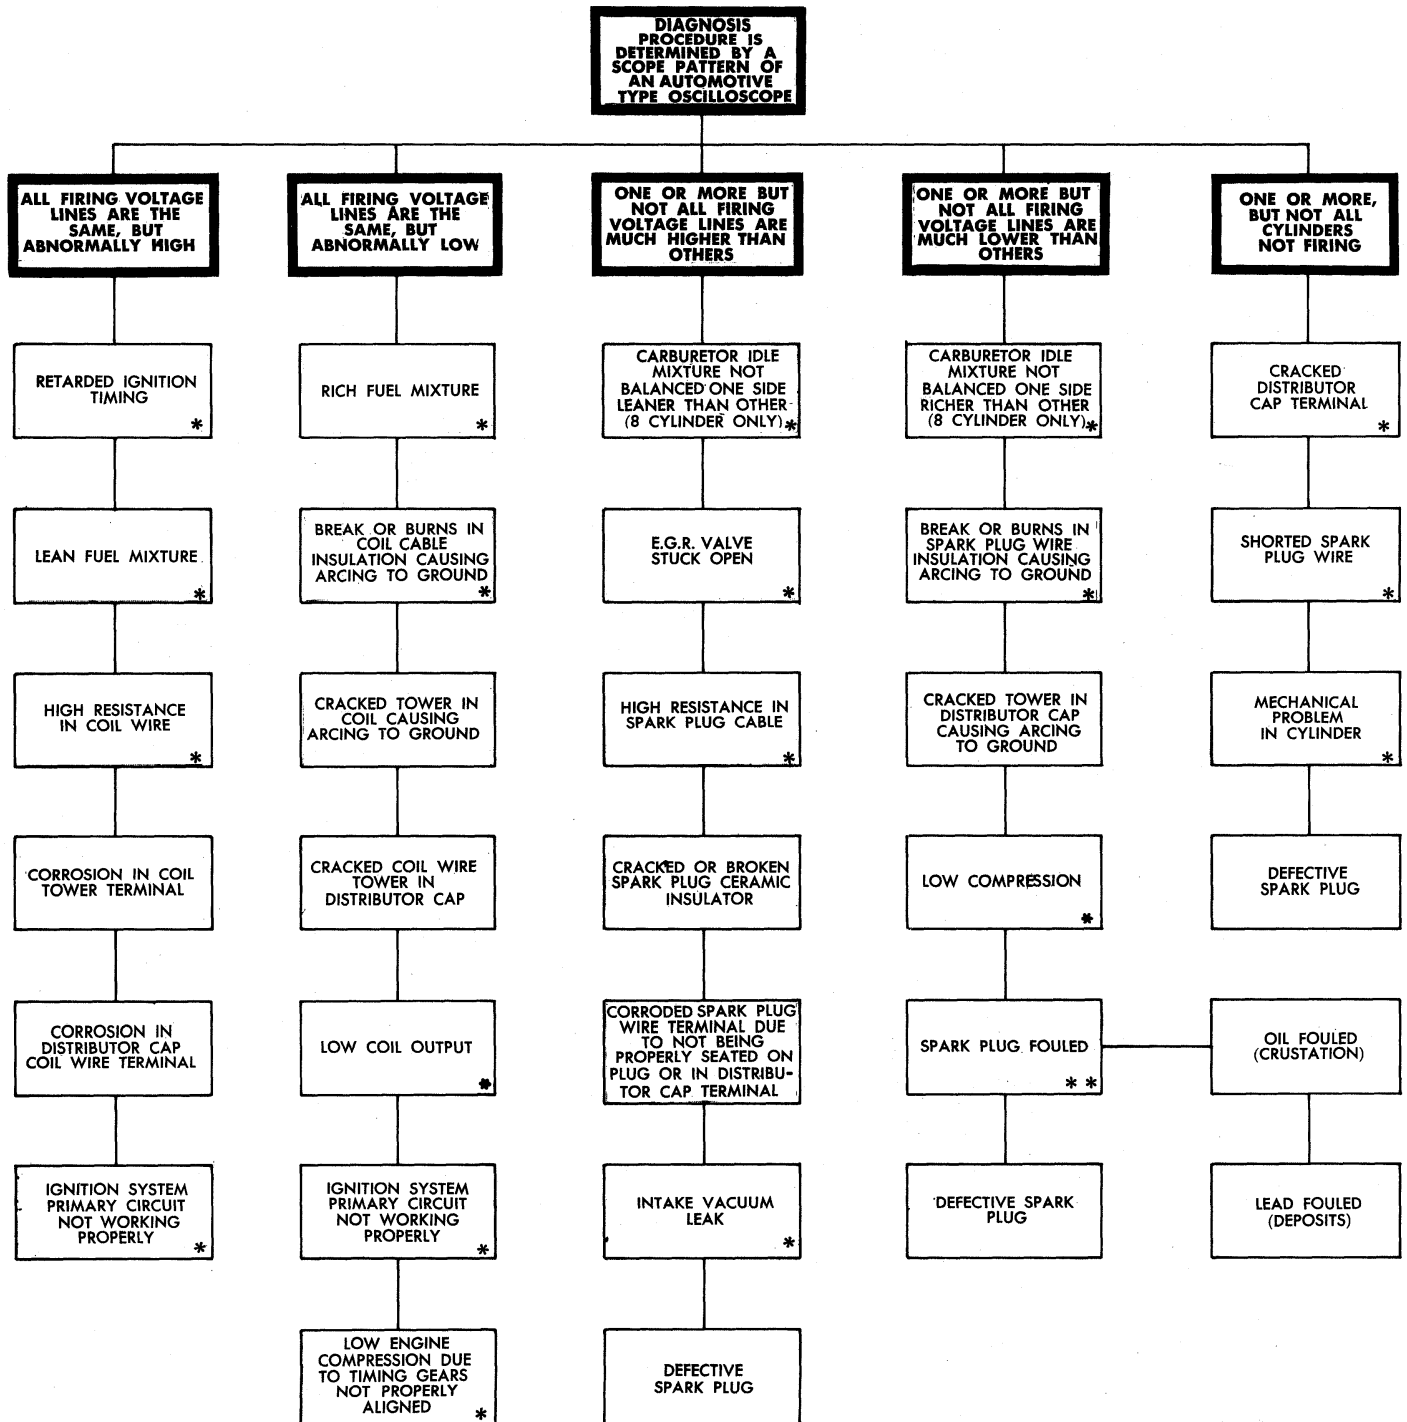 DIAGNOSIS
PROCEDURE IS
DETERMINED BY A
SCOPE PATTERN OF
AN AUTOMOTIVE
TYPE OSCILLOSCOPE
ALL FIRING VOLTAGE
LINES ARE THE
SAME, BUT
ABNORMALLY HIGH
RETARDED IGNITION
TIMING
*
LEAN FUEL MIXTURE
*
HIGH RESISTANCE
IN COIL WIRE
*
CORROSION IN COIL
TOWER TERMINAL
CORROSION IN
DISTRIBUTOR CAP
COIL WIRE TERMINAL
IGNITION SYSTEM
PRIMARY CIRCUIT
NOT WORKING
PROPERLY
*
ALL FIRING VOLTAGE
LINES ARE THE
SAME, BUT
ABNORMALLY LOW
RICH FUEL MIXTURE
*
BREAK OR BURNS IN
COIL CABLE
INSULATION CAUSING
ARCING TO GROUND
*
CRACKED TOWER IN
COIL CAUSING
ARCING TO GROUND
CRACKED COIL WIRE
TOWER IN
DISTRIBUTOR CAP
LOW COIL OUTPUT
*
IGNITION SYSTEM
PRIMARY CIRCUIT
NOT WORKING
PROPERLY
*
LOW ENGINE
COMPRESSION DUE
TO TIMING GEARS
NOT PROPERLY
ALIGNED
*
ONE OR MORE BUT
NOT ALL FIRING
VOLTAGE LINES ARE
MUCH HIGHER THAN
OTHERS
CARBURETOR IDLE
MIXTURE NOT
BALANCED ONE SIDE
LEANER THAN OTHER
(8 CYLINDER ONLY)*
E.G.R. VALVE
STUCK OPEN
*
HIGH RESISTANCE IN
SPARK PLUG CABLE
*
CRACKED OR BROKEN
SPARK PLUG CERAMIC
INSULATOR
CORRODED SPARK PLUG
WIRE TERMINAL DUE
TO NOT BEING
PROPERLY SEATED ON
PLUG OR IN DISTRIBU-
TOR CAP TERMINAL
INTAKE VACUUM
LEAK
*
DEFECTIVE
SPARK PLUG
ONE OR MORE BUT
NOT ALL FIRING
VOLTAGE LINES ARE
MUCH LOWER THAN
OTHERS
CARBURETOR IDLE
MIXTURE NOT
BALANCED ONE SIDE
RICHER THAN OTHER
(8 CYLINDER ONLY)*
BREAK OR BURNS IN
SPARK PLUG WIRE
INSULATION CAUSING
ARCING TO GROUND
*
CRACKED TOWER IN
DISTRIBUTOR CAP
CAUSING ARCING
TO GROUND
LOW COMPRESSION
*
SPARK PLUG FOULED
* *
DEFECTIVE SPARK
PLUG
ONE OR MORE,
BUT NOT ALL
CYLINDERS
NOT FIRING
CRACKED
DISTRIBUTOR
CAP TERMINAL
*
SHORTED SPARK
PLUG WIRE
*
MECHANICAL
PROBLEM
IN CYLINDER
*
DEFECTIVE
SPARK PLUG
OIL FOULED
(CRUSTATION)
LEAD FOULED
(DEPOSITS)